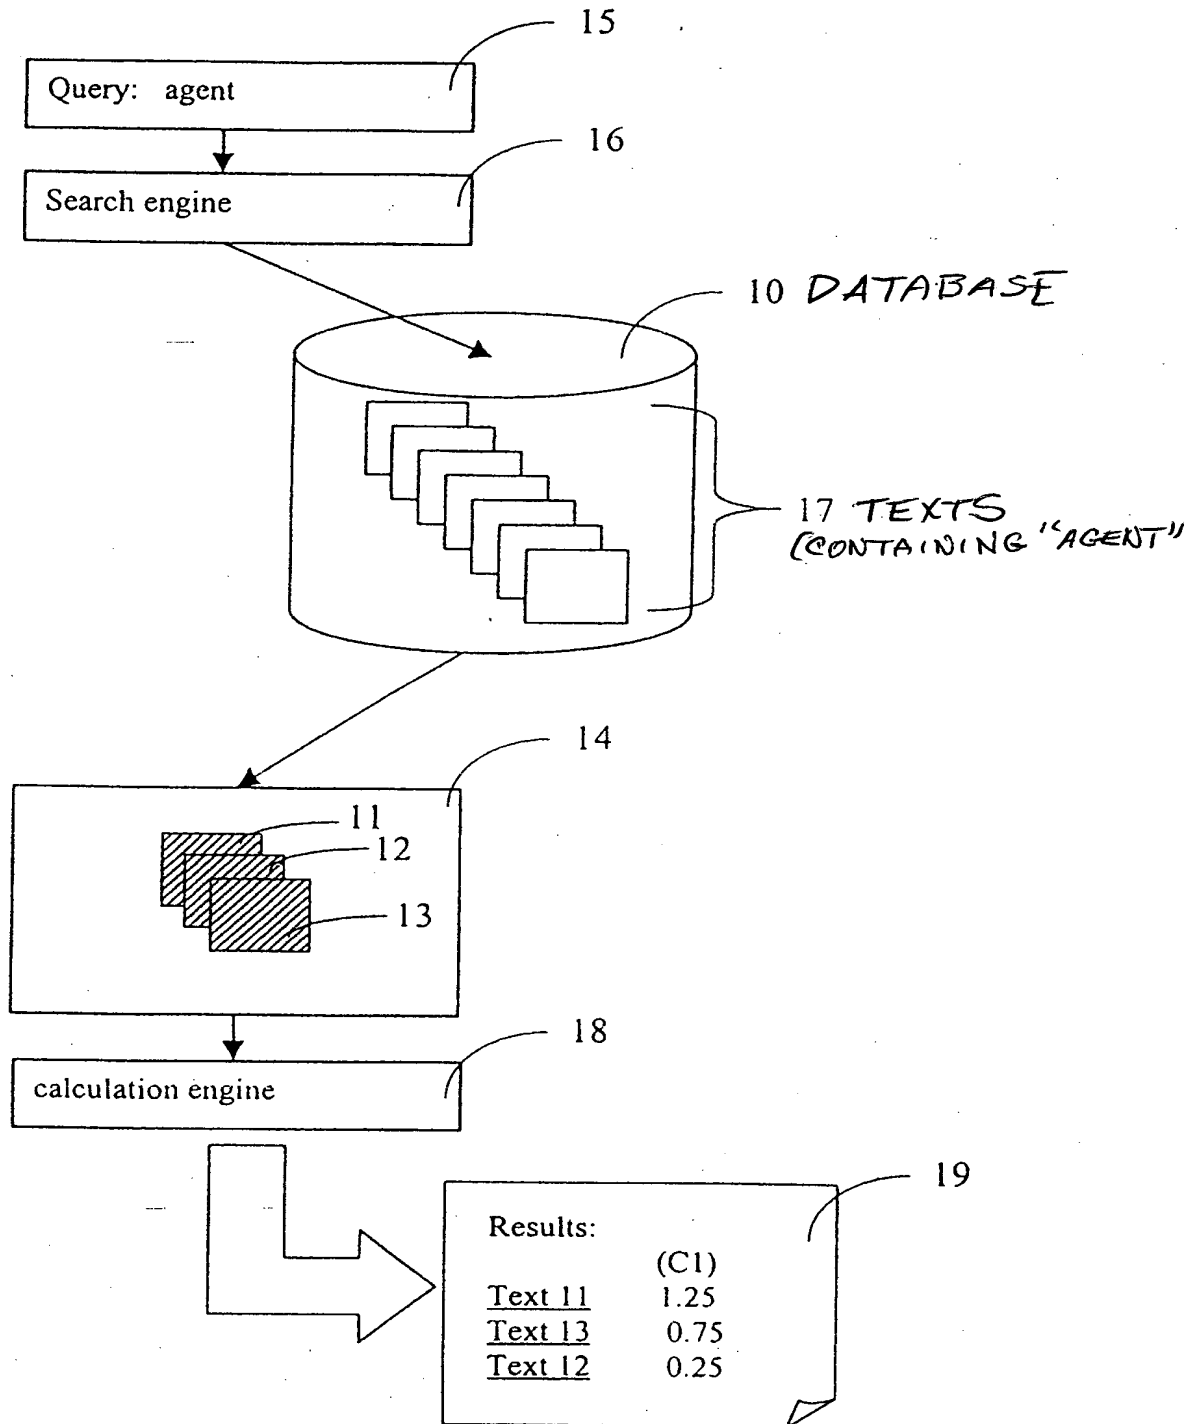 15
Query: agent
16
Search engine
10 DATABASE
17 TEXTS
(CONTAINING "AGENT"
14
11
12
13
18
calculation engine
19
Results:
(C1)
Text 11 1.25
Text 13 0.75
Text 12 0.25